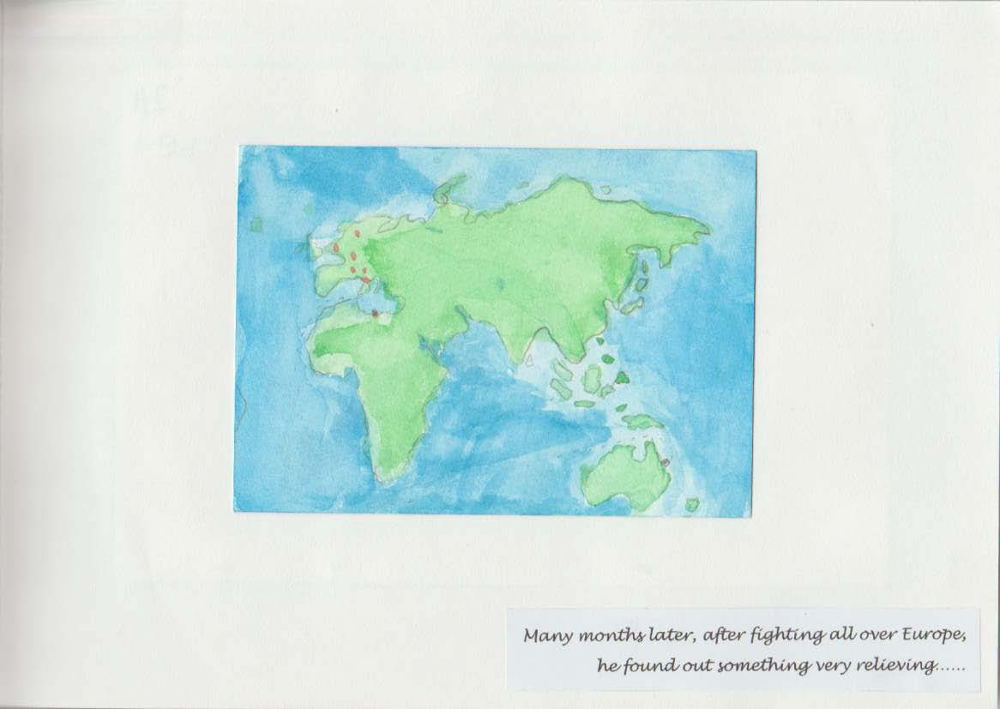 Many months later, after fighting all over Europe,
he found out something very relieving......